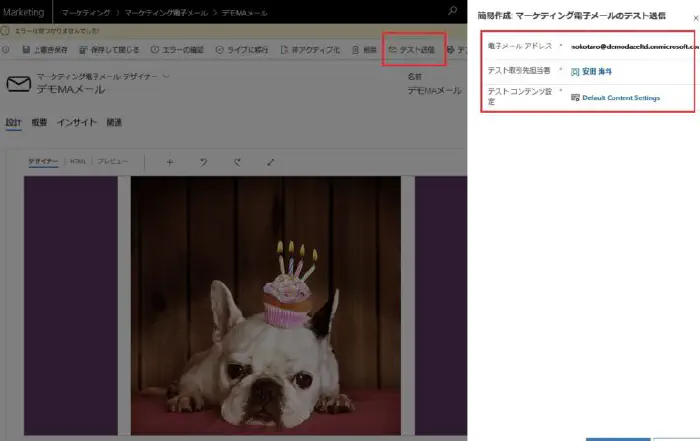 Marketing
マーケティング > マーケティング電子メール > デモMAメール
エラーは見つかりませんでした!
上書き保存 保存して閉じる エラーの確認 ライブに移行 非アクティブ化 削除 テスト送信
マーケティング電子メール デザイナー
デモMAメール
名前
デモMAメール
設計 概要 インサイト 関連
デザイナー HTML プレビュー
簡易作成: マーケティング電子メールのテスト送信
電子メール アドレス *
テスト取引先担当者 * 安田 海斗
テスト コンテンツ設定 * Default Content Settings